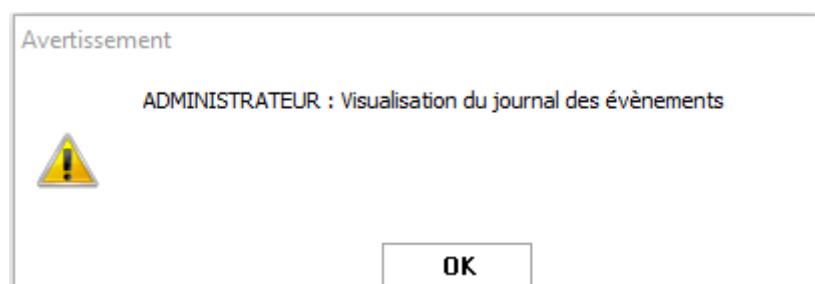 Avertissement
ADMINISTRATEUR : Visualisation du journal des évènements
OK